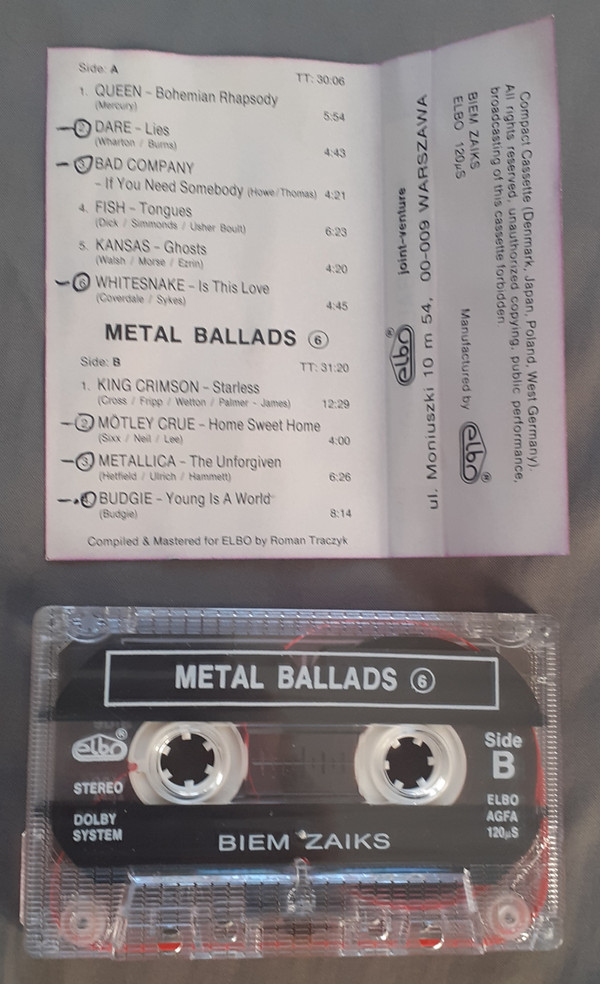 Side: A
TT: 30:06
1. QUEEN – Bohemian Rhapsody
(Mercury)
5:54
2 DARE – Lies
(Wharton / Burns)
4:43
3 BAD COMPANY
– If You Need Somebody (Howe/Thomas) 4:21
4. FISH – Tongues
(Dick / Simmonds / Usher Boult)
6:23
5. KANSAS – Ghosts
(Walsh / Morse / Ezrin)
4:20
6 WHITESNAKE – Is This Love
(Coverdale / Sykes)
4:45
METAL BALLADS 6
Side: B
TT: 31:20
1. KING CRIMSON – Starless
(Cross / Fripp / Wetton / Palmer – James) 12:29
2 MÖTLEY CRUE – Home Sweet Home
(Sixx / Neil / Lee) 4:00
3 METALLICA – The Unforgiven
(Hetfield / Ulrich / Hammett) 6:26
4 BUDGIE – Young Is A World
(Budgie) 8:14
Compiled & Mastered for ELBO by Roman Traczyk
elbo® joint-venture
ul. Moniuszki 10 m 54, 00-009 WARSZAWA
BIEM ZAIKS
ELBO 120µS
Manufactured by elbo®
Compact Cassette (Denmark, Japan, Poland, West Germany).
All rights reserved, unauthorized copying, public performance,
broadcasting of this cassette forbidden
METAL BALLADS 6
elbo®
STEREO
DOLBY
SYSTEM
Side
B
ELBO
AGFA
120µS
BIEM ZAIKS